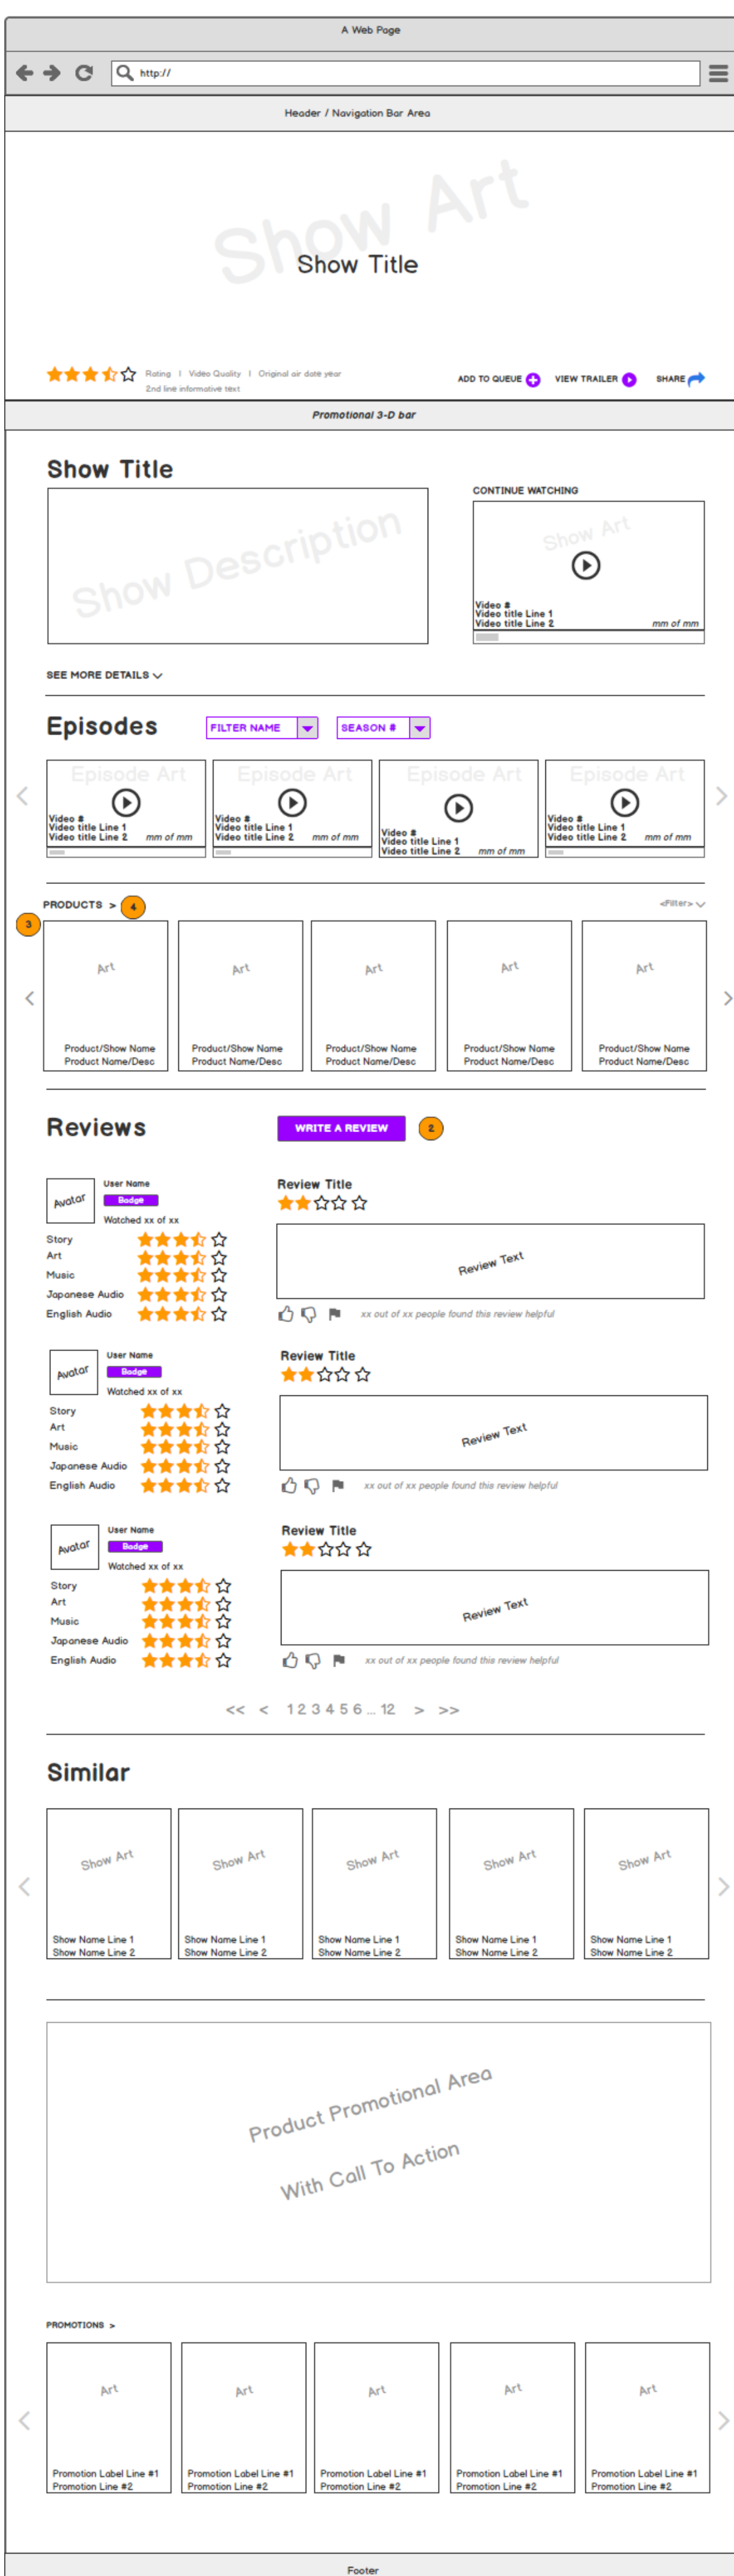 A Web Page
http://
Header / Navigation Bar Area
Show Art
Show Title
Rating | Video Quality | Original air date year
2nd line informative text
ADD TO QUEUE VIEW TRAILER SHARE
Promotional 3-D bar
Show Title
Show Description
CONTINUE WATCHING
Show Art
Video #
Video title Line 1
Video title Line 2 mm of mm
SEE MORE DETAILS
Episodes FILTER NAME SEASON #
Episode Art Episode Art Episode Art Episode Art
Video # Video # Video # Video #
Video title Line 1 Video title Line 1 Video title Line 1 Video title Line 1
Video title Line 2 mm of mm Video title Line 2 mm of mm Video title Line 2 mm of mm Video title Line 2 mm of mm
PRODUCTS > 4 <Filter>
3
Art Art Art Art Art
Product/Show Name Product/Show Name Product/Show Name Product/Show Name Product/Show Name
Product Name/Desc Product Name/Desc Product Name/Desc Product Name/Desc Product Name/Desc
Reviews WRITE A REVIEW 2
Avatar
User Name
Badge
Watched xx of xx
Story
Art
Music
Japanese Audio
English Audio
Review Title
Review Text
xx out of xx people found this review helpful
Avatar
User Name
Badge
Watched xx of xx
Story
Art
Music
Japanese Audio
English Audio
Review Title
Review Text
xx out of xx people found this review helpful
Avatar
User Name
Badge
Watched xx of xx
Story
Art
Music
Japanese Audio
English Audio
Review Title
Review Text
xx out of xx people found this review helpful
<< < 1 2 3 4 5 6 ... 12 > >>
Similar
Show Art Show Art Show Art Show Art Show Art
Show Name Line 1 Show Name Line 1 Show Name Line 1 Show Name Line 1 Show Name Line 1
Show Name Line 2 Show Name Line 2 Show Name Line 2 Show Name Line 2 Show Name Line 2
Product Promotional Area
With Call To Action
PROMOTIONS >
Art Art Art Art Art
Promotion Label Line #1 Promotion Label Line #1 Promotion Label Line #1 Promotion Label Line #1 Promotion Label Line #1
Promotion Line #2 Promotion Line #2 Promotion Line #2 Promotion Line #2 Promotion Line #2
Footer